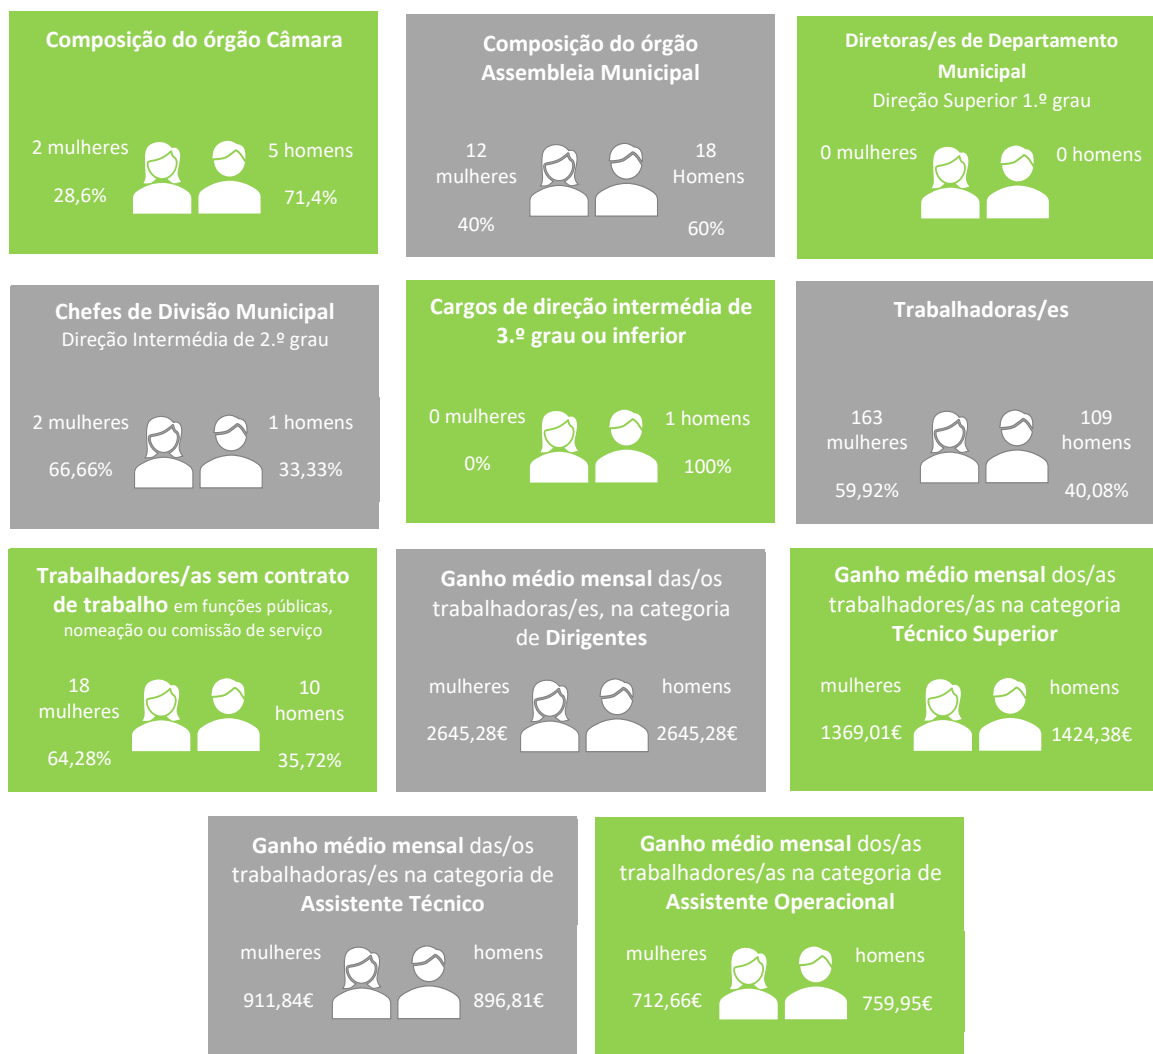 Composição do órgão Câmara
2 mulheres
5 homens
28,6%
71,4%
Composição do órgão
Assembleia Municipal
12
mulheres
18
Homens
40%
60%
Diretoras/es de Departamento
Municipal
Direção Superior 1.º grau
0 mulheres
0 homens
Chefes de Divisão Municipal
Direção Intermédia de 2.º grau
2 mulheres
1 homens
66,66%
33,33%
Cargos de direção intermédia de
3.º grau ou inferior
0 mulheres
1 homens
0%
100%
Trabalhadoras/es
163
mulheres
109
homens
59,92%
40,08%
Trabalhadores/as sem contrato
de trabalho em funções públicas,
nomeação ou comissão de serviço
18
mulheres
10
homens
64,28%
35,72%
Ganho médio mensal das/os
trabalhadoras/es, na categoria
de Dirigentes
mulheres
homens
2645,28€
2645,28€
Ganho médio mensal dos/as
trabalhadores/as na categoria
Técnico Superior
mulheres
homens
1369,01€
1424,38€
Ganho médio mensal das/os
trabalhadoras/es na categoria de
Assistente Técnico
mulheres
homens
911,84€
896,81€
Ganho médio mensal dos/as
trabalhadores/as na categoria de
Assistente Operacional
mulheres
homens
712,66€
759,95€